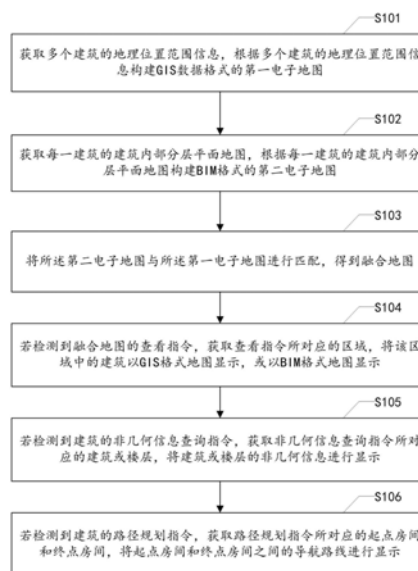 S101
获取多个建筑的地理位置范围信息，根据多个建筑的地理位置范围信
息构建GIS数据格式的第一电子地图
S102
获取每一建筑的建筑内部分层平面地图，根据每一建筑的建筑内部分
层平面地图构建BIM格式的第二电子地图
S103
将所述第二电子地图与所述第一电子地图进行匹配，得到融合地图
S104
若检测到融合地图的查看指令，获取查看指令所对应的区域，将该区
域中的建筑以GIS格式地图显示，或以BIM格式地图显示
S105
若检测到建筑的非几何信息查询指令，获取非几何信息查询指令所对
应的建筑或楼层，将建筑或楼层的非几何信息进行显示
S106
若检测到建筑的路径规划指令，获取路径规划指令所对应的起点房间
和终点房间，将起点房间和终点房间之间的导航路线进行显示